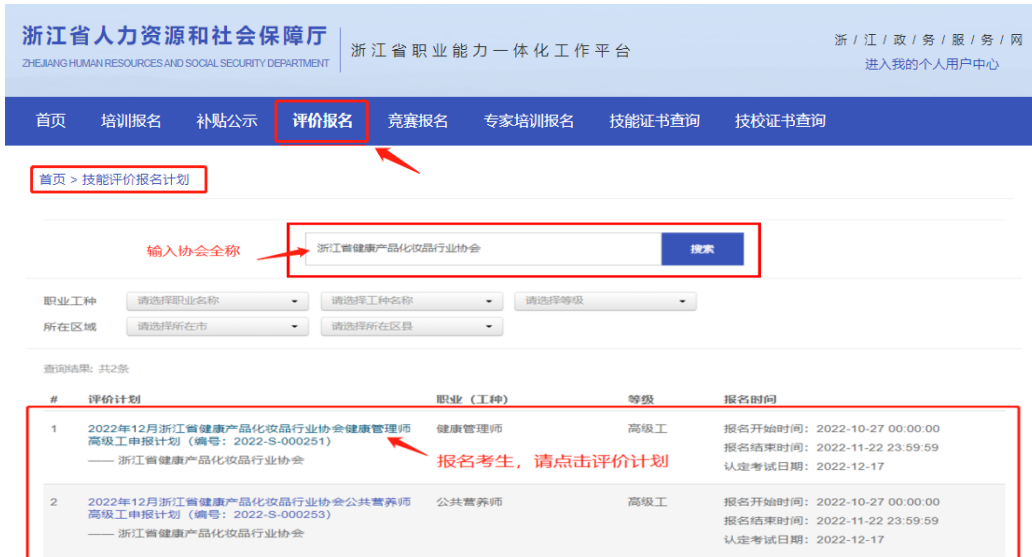 浙江省人力资源和社会保障厅
ZHEJIANG HUMAN RESOURCES AND SOCIAL SECURITY DEPARTMENT
浙江省职业能力一体化工作平台
浙 / 江 / 政 / 务 / 服 / 务 / 网
进入我的个人用户中心
首页 培训报名 补贴公示 评价报名 竞赛报名 专家培训报名 技能证书查询 技校证书查询
首页 > 技能评价报名计划
输入协会全称 浙江省健康产品化妆品行业协会 搜索
职业工种 请选择职业名称 请选择工种名称 请选择等级
所在区域 请选择所在市 请选择所在区县
查询结果: 共2条
# 评价计划 职业（工种） 等级 报名时间
1 2022年12月浙江省健康产品化妆品行业协会健康管理师 健康管理师 高级工 报名开始时间：2022-10-27 00:00:00
高级工申报计划（编号：2022-S-000251） 报名结束时间：2022-11-22 23:59:59
—— 浙江省健康产品化妆品行业协会 认定考试日期：2022-12-17
报名考生，请点击评价计划
2 2022年12月浙江省健康产品化妆品行业协会公共营养师 公共营养师 高级工 报名开始时间：2022-10-27 00:00:00
高级工申报计划（编号：2022-S-000253） 报名结束时间：2022-11-22 23:59:59
—— 浙江省健康产品化妆品行业协会 认定考试日期：2022-12-17